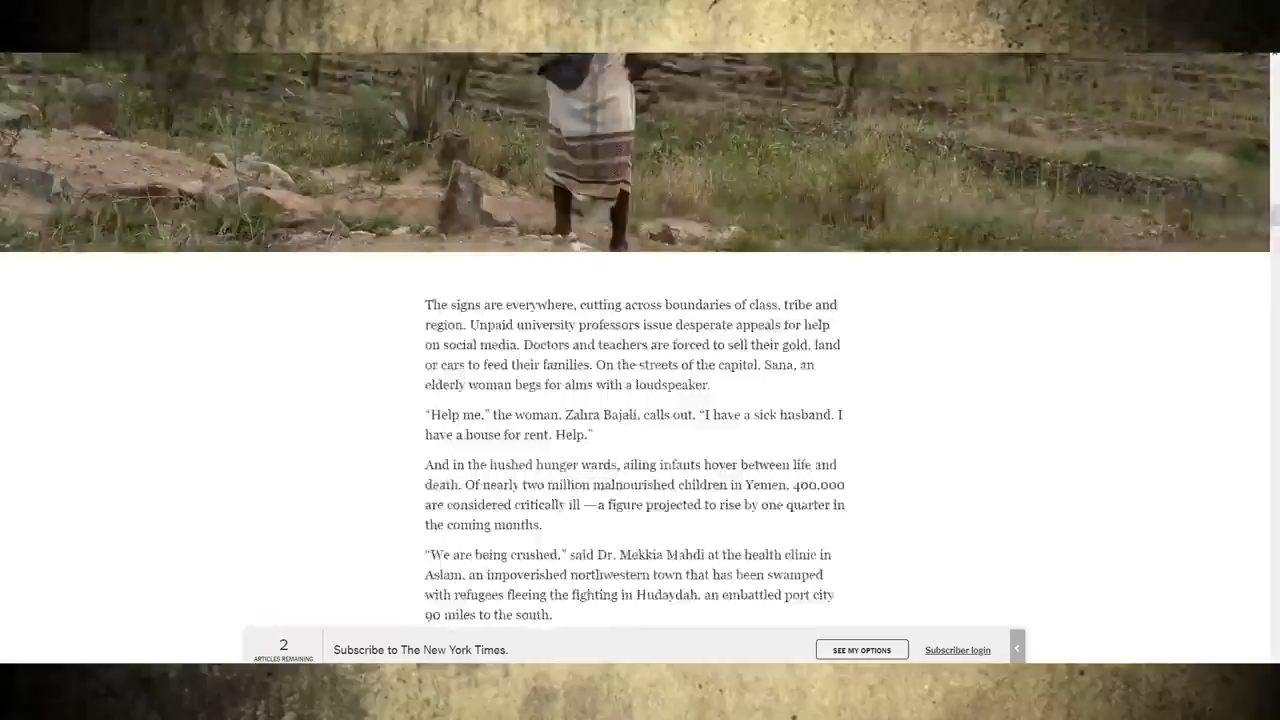 The signs are everywhere, cutting across boundaries of class, tribe and
region. Unpaid university professors issue desperate appeals for help
on social media. Doctors and teachers are forced to sell their gold, land
or cars to feed their families. On the streets of the capital, Sana, an
elderly woman begs for alms with a loudspeaker.
“Help me,” the woman, Zahra Bajali, calls out. “I have a sick husband. I
have a house for rent. Help.”
And in the hushed hunger wards, ailing infants hover between life and
death. Of nearly two million malnourished children in Yemen, 400,000
are considered critically ill — a figure projected to rise by one quarter in
the coming months.
“We are being crushed,” said Dr. Mekkia Mahdi at the health clinic in
Aslam, an impoverished northwestern town that has been swamped
with refugees fleeing the fighting in Hudaydah, an embattled port city
90 miles to the south.
2
ARTICLES REMAINING
Subscribe to The New York Times.
SEE MY OPTIONS
Subscriber login